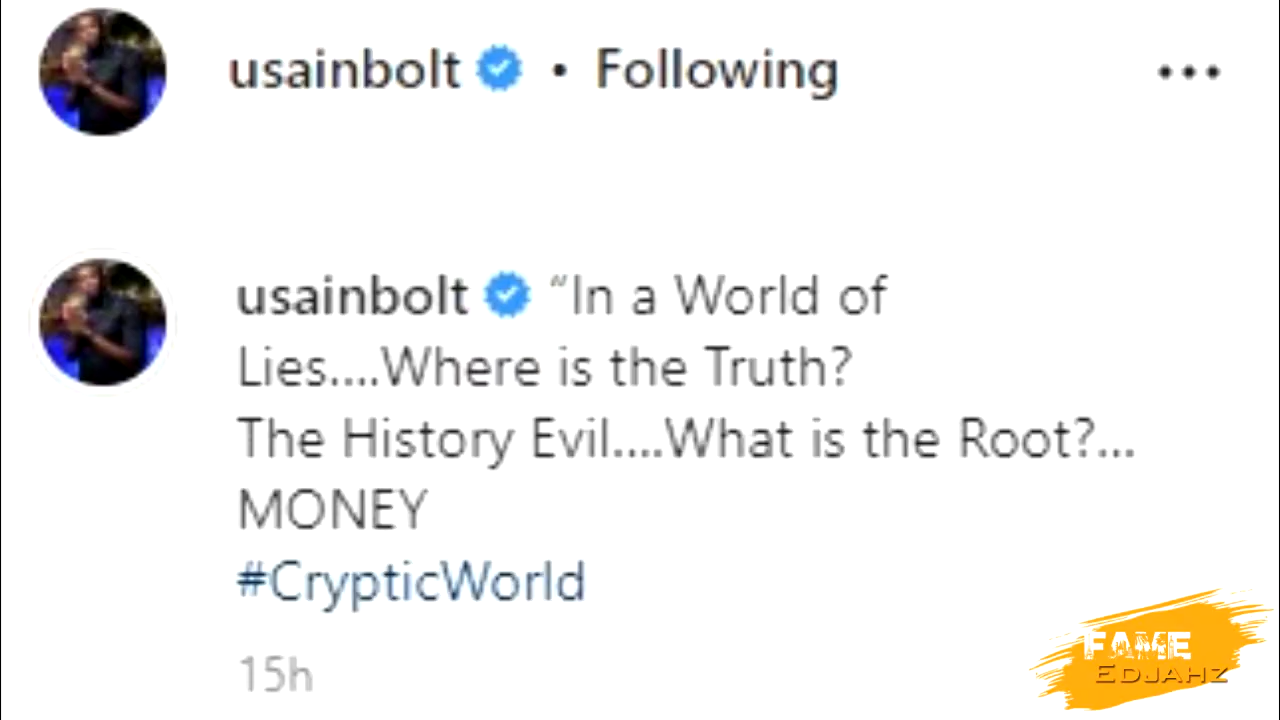 usainbolt • Following
usainbolt “In a World of
Lies....Where is the Truth?
The History Evil....What is the Root?...
MONEY
#CrypticWorld
15h
FAME
EDJAHZ